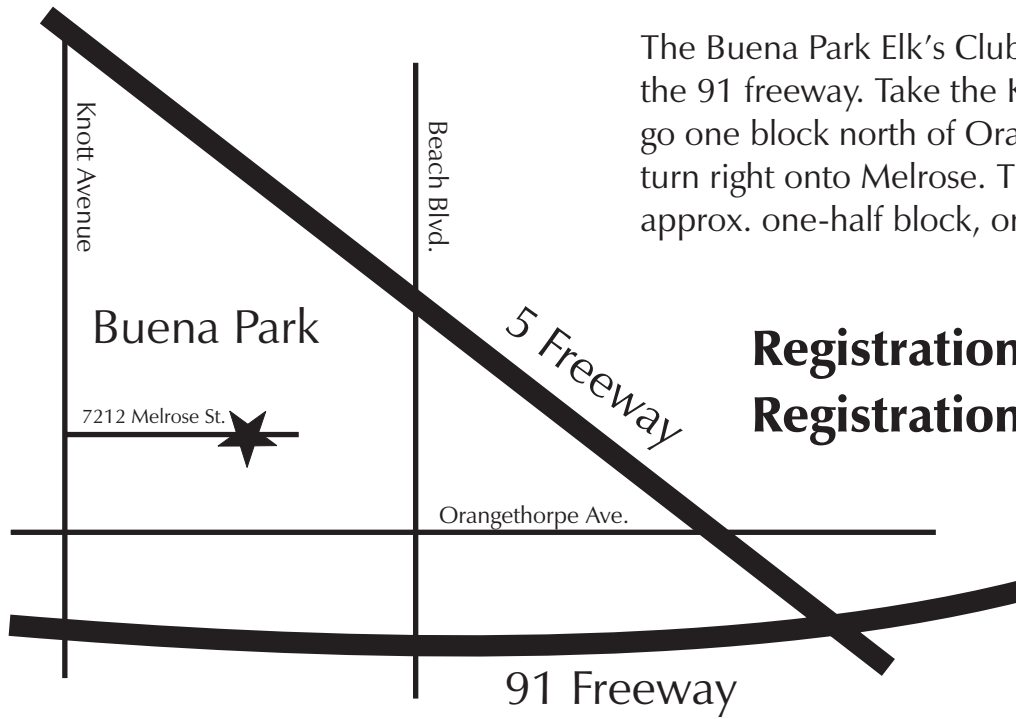 The Buena Park Elk’s Club
the 91 freeway. Take the
go one block north of
turn right onto Melrose.
approx. one-half block,
Knott Avenue
Beach Blvd.
Buena Park
5 Freeway
Registration
Registration
7212 Melrose St.
Orangethorpe Ave.
91 Freeway